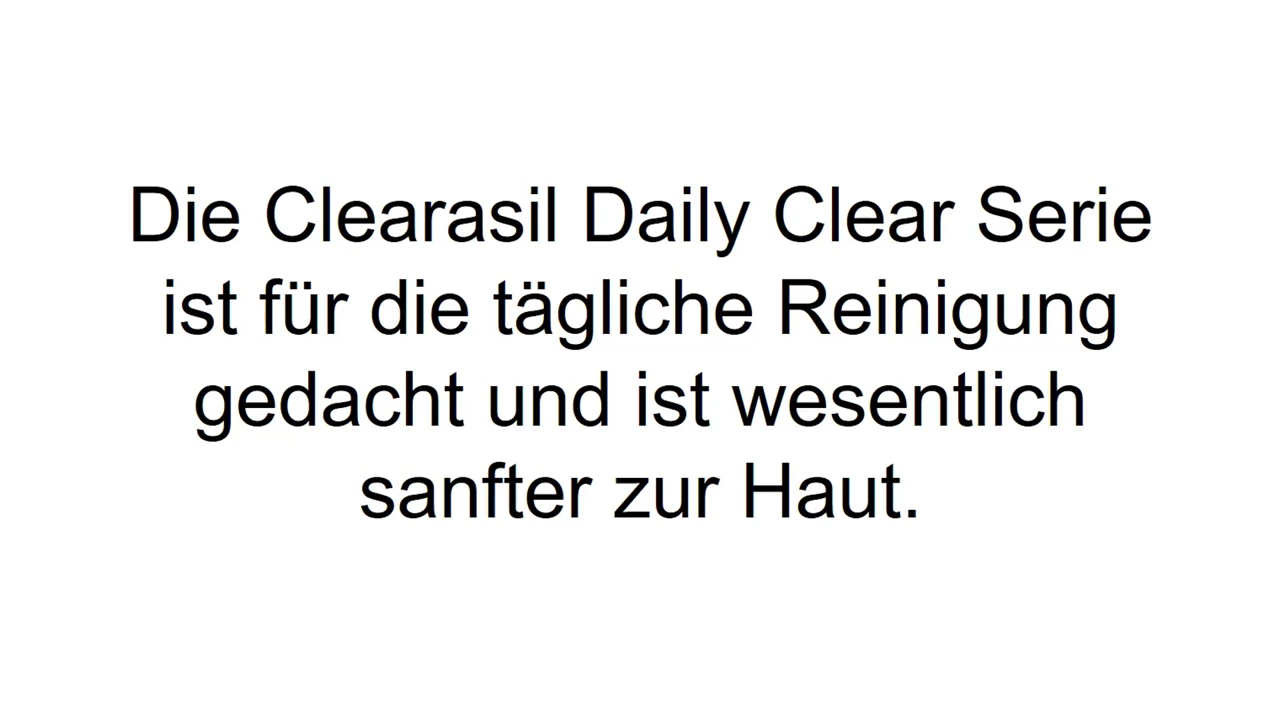 Die Clearasil Daily Clear Serie
ist für die tägliche Reinigung
gedacht und ist wesentlich
sanfter zur Haut.